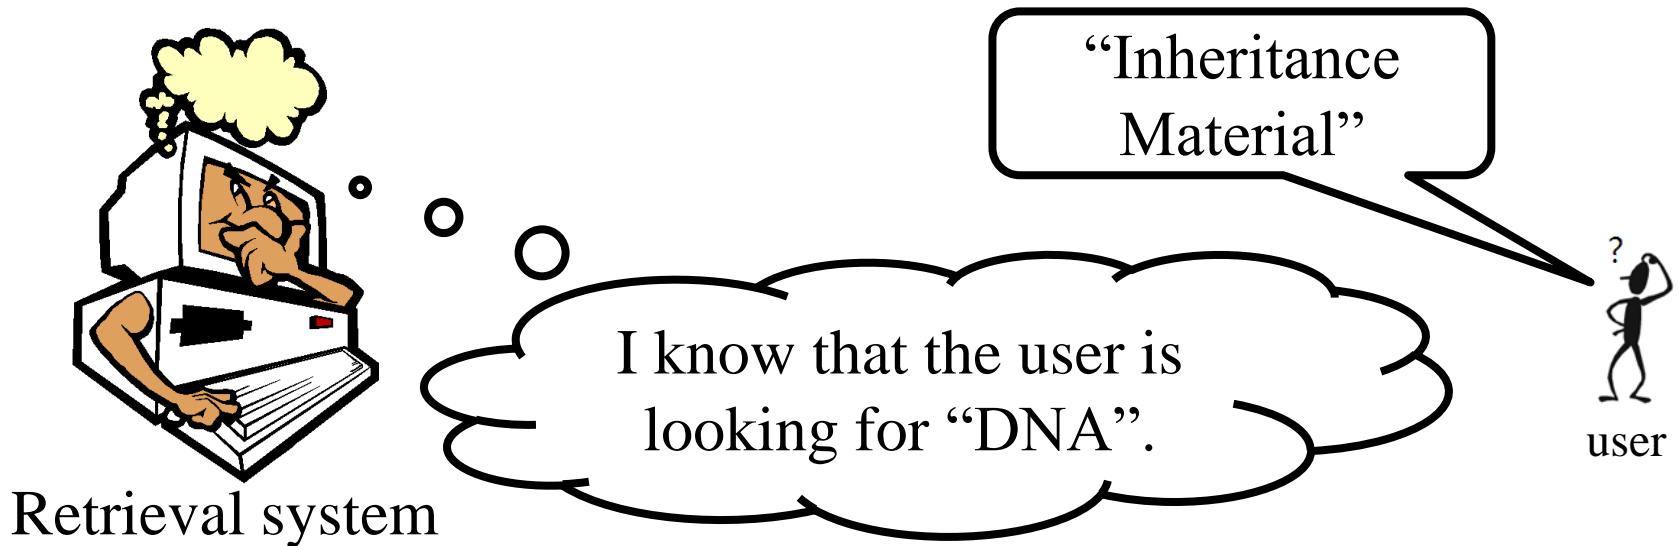 “Inheritance
Material”
?
I know that the user is
looking for “DNA”.
user
Retrieval system